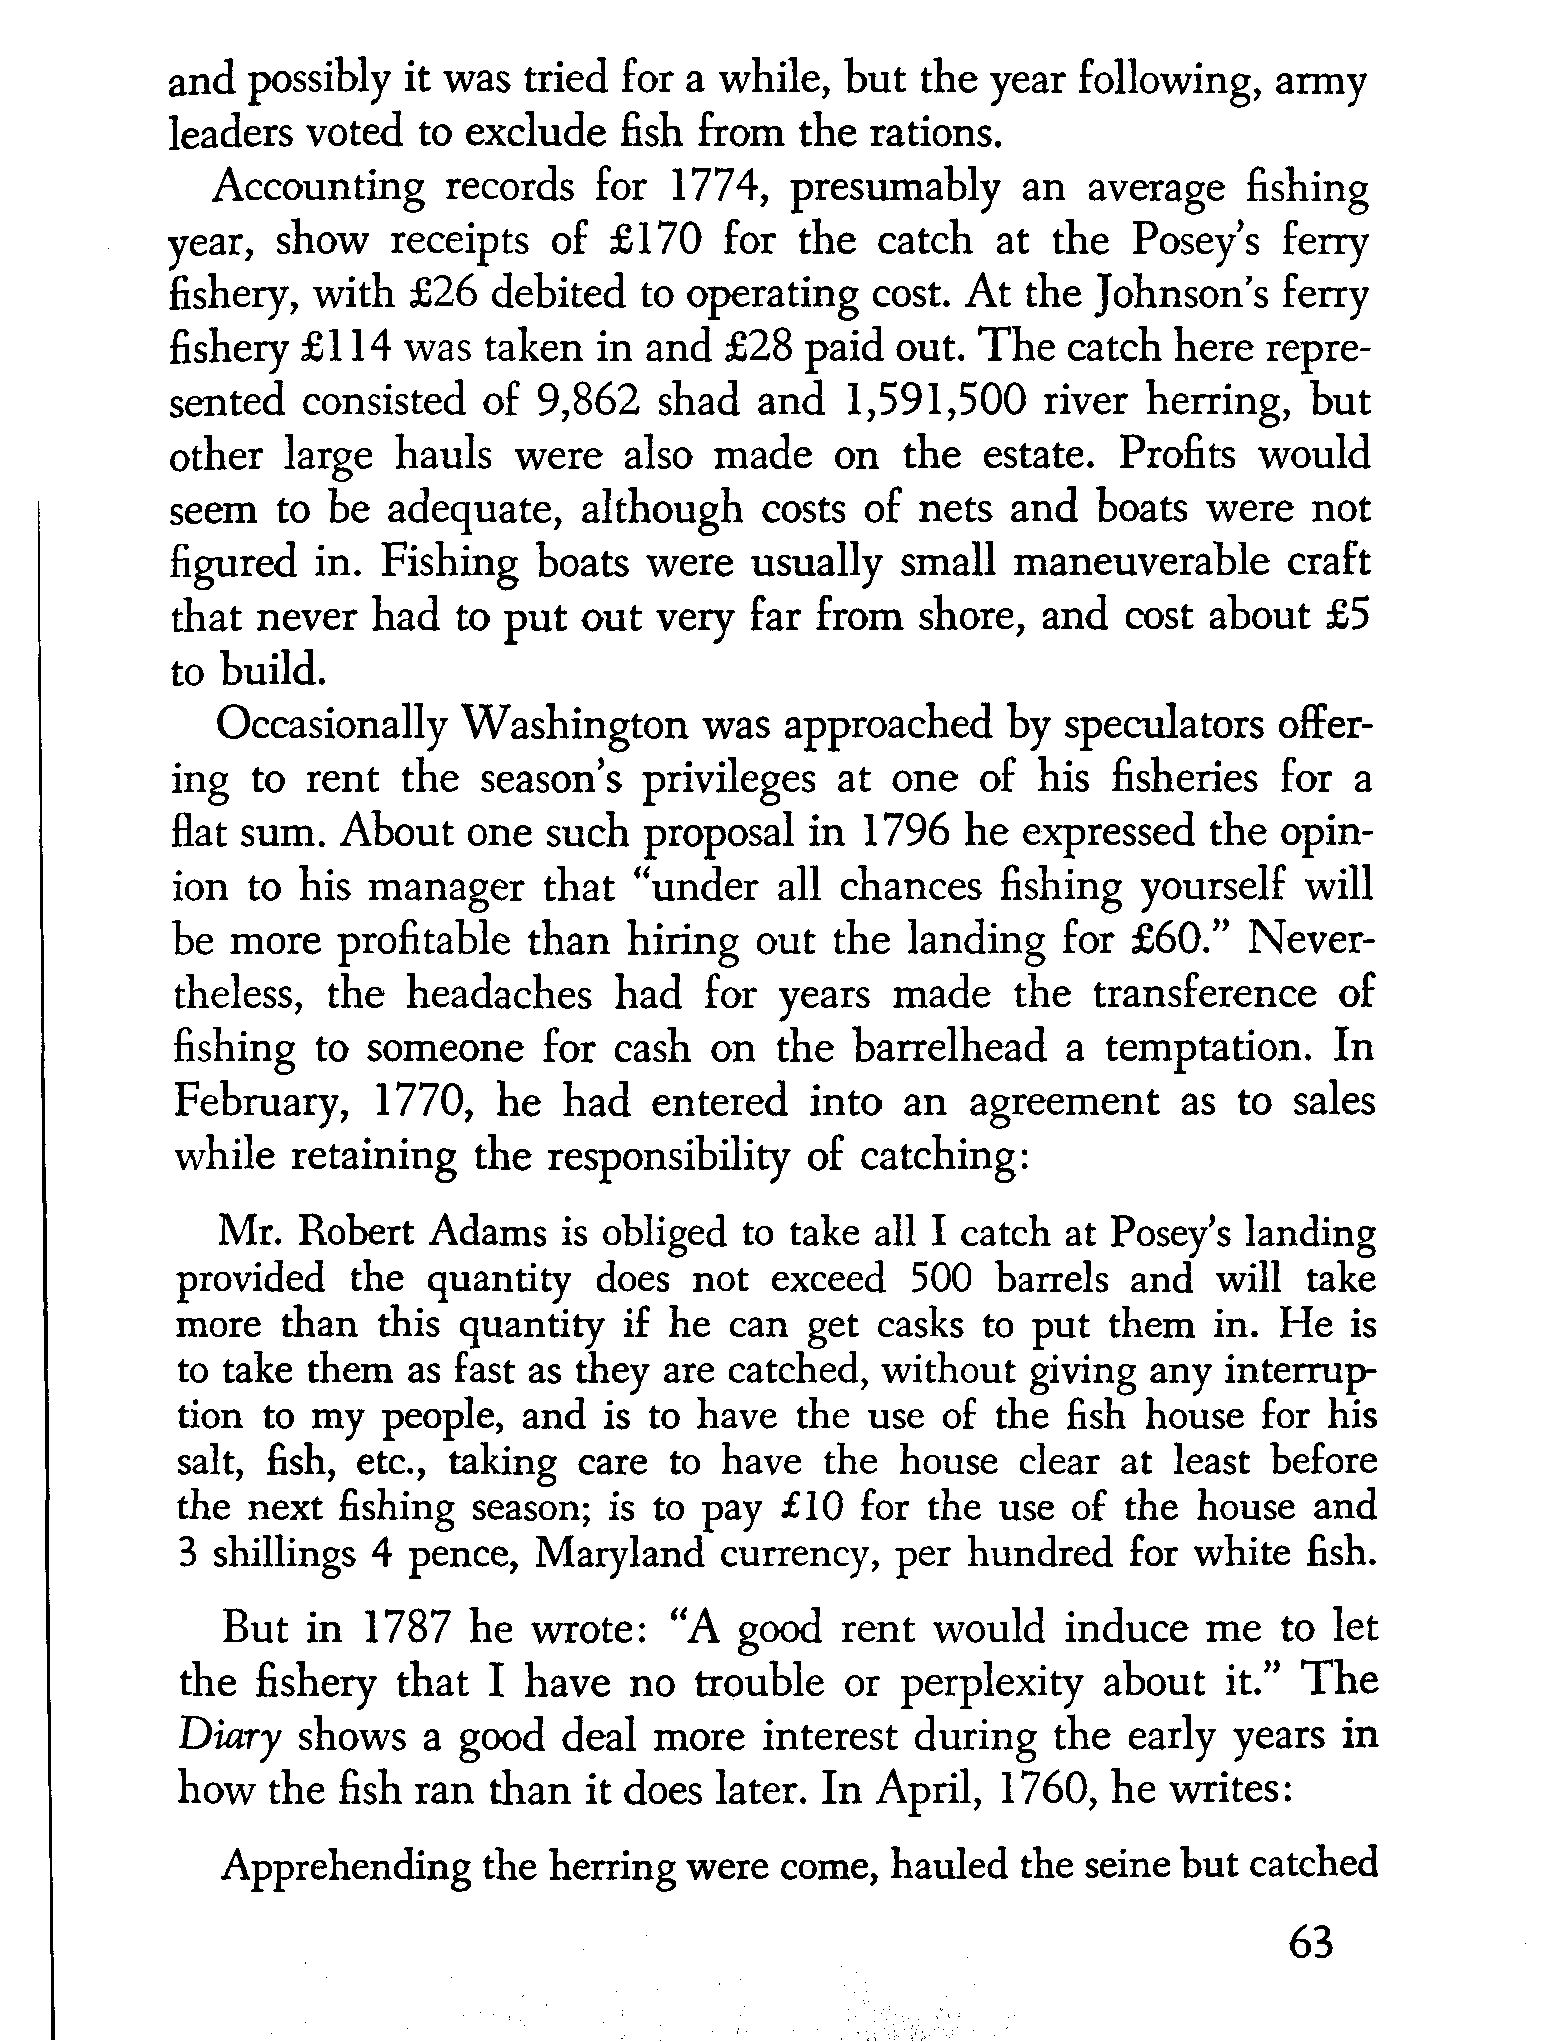 and possibly it was tried for a while, but the year following, army
leaders voted to exclude fish from the rations.
Accounting records for 1774, presumably an average fishing
year, show receipts of £170 for the catch at the Posey's ferry
fishery, with £26 debited to operating cost. At the Johnson's ferry
fishery £114 was taken in and £28 paid out. The catch here repre-
sented consisted of 9,862 shad and 1,591,500 river herring, but
other large hauls were also made on the estate. Profits would
seem to be adequate, although costs of nets and boats were not
figured in. Fishing boats were usually small maneuverable craft
that never had to put out very far from shore, and cost about £5
to build.
Occasionally Washington was approached by speculators offer-
ing to rent the season's privileges at one of his fisheries for a
flat sum. About one such proposal in 1796 he expressed the opin-
ion to his manager that "under all chances fishing yourself will
be more profitable than hiring out the landing for £60." Never-
theless, the headaches had for years made the transference of
fishing to someone for cash on the barrelhead a temptation. In
February, 1770, he had entered into an agreement as to sales
while retaining the responsibility of catching:
Mr. Robert Adams is obliged to take all I catch at Posey's landing
provided the quantity does not exceed 500 barrels and will take
more than this quantity if he can get casks to put them in. He is
to take them as fast as they are catched, without giving any interrup-
tion to my people, and is to have the use of the fish house for his
salt, fish, etc., taking care to have the house clear at least before
the next fishing season; is to pay £10 for the use of the house and
3 shillings 4 pence, Maryland currency, per hundred for white fish.
But in 1787 he wrote: "A good rent would induce me to let
the fishery that I have no trouble or perplexity about it." The
Diary shows a good deal more interest during the early years in
how the fish ran than it does later. In April, 1760, he writes:
Apprehending the herring were come, hauled the seine but catched
63